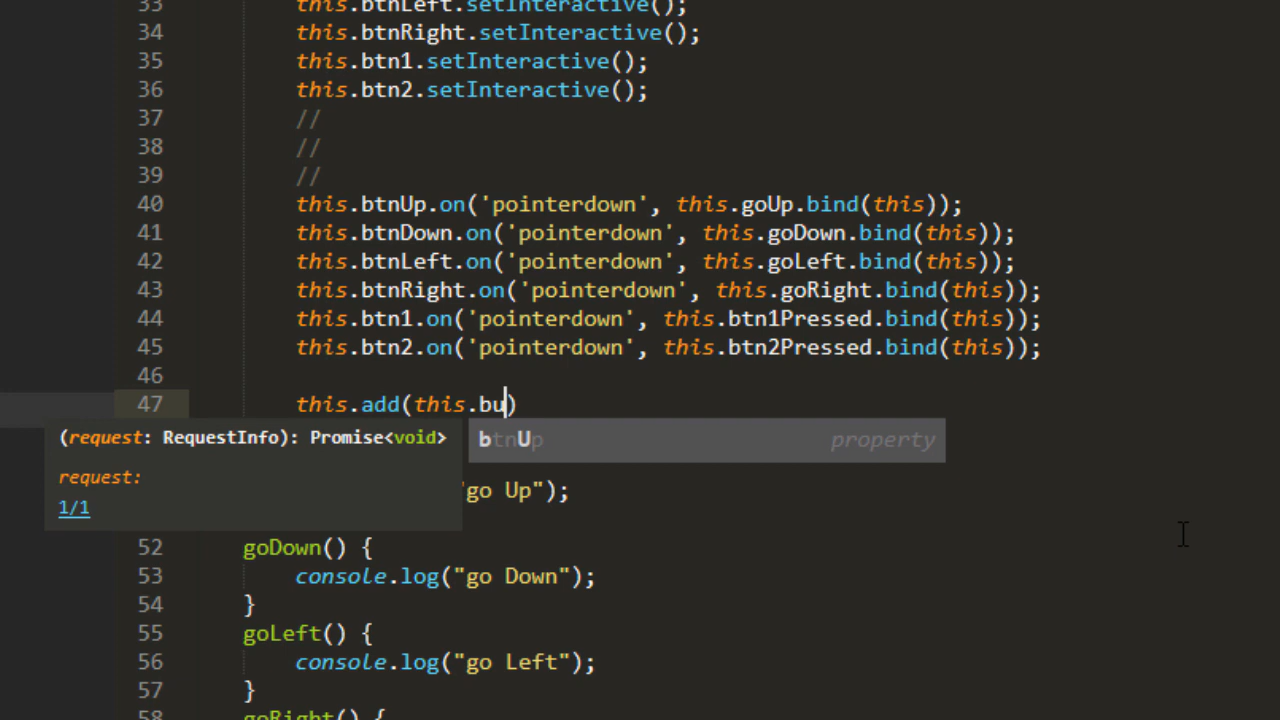 33 this.btnLeft.setInteractive();
34 this.btnRight.setInteractive();
35 this.btn1.setInteractive();
36 this.btn2.setInteractive();
37 //
38 //
39 //
40 this.btnUp.on('pointerdown', this.goUp.bind(this));
41 this.btnDown.on('pointerdown', this.goDown.bind(this));
42 this.btnLeft.on('pointerdown', this.goLeft.bind(this));
43 this.btnRight.on('pointerdown', this.goRight.bind(this));
44 this.btn1.on('pointerdown', this.btn1Pressed.bind(this));
45 this.btn2.on('pointerdown', this.btn2Pressed.bind(this));
46
47 this.add(this.bu)
(request: RequestInfo): Promise<void>
btnUp property
request:
1/1
"go Up");
52 goDown() {
53 console.log("go Down");
54 }
55 goLeft() {
56 console.log("go Left");
57 }
58 goRight() {